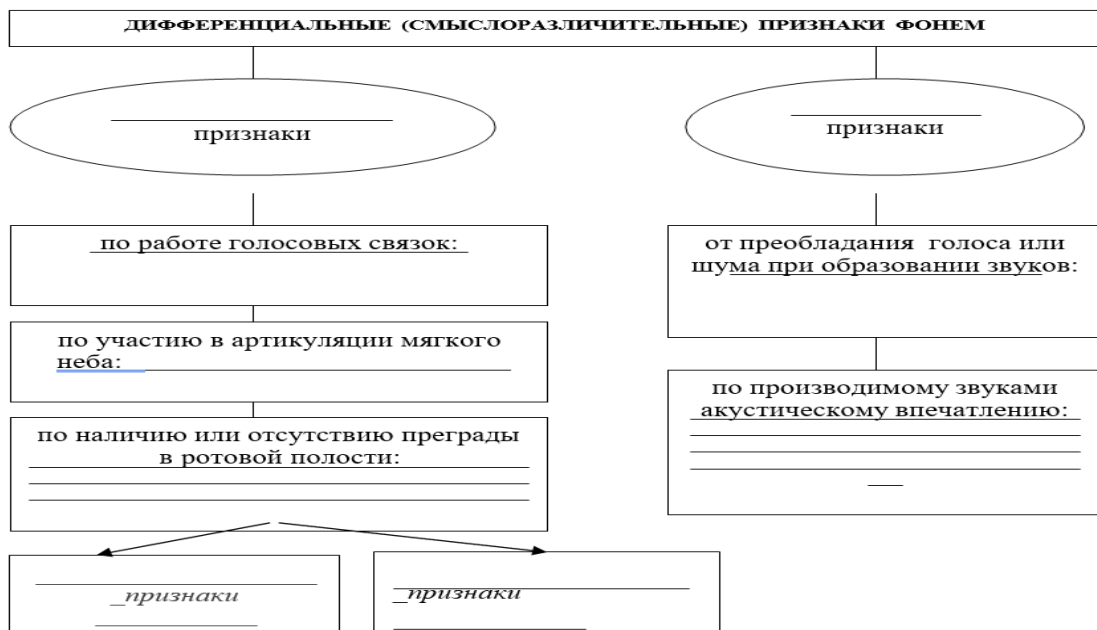 ДИФФЕРЕНЦИАЛЬНЫЕ (СМЫСЛОРАЗЛИЧИТЕЛЬНЫЕ) ПРИЗНАКИ ФОНЕМ
признаки
признаки
по работе голосовых связок:
по участию в артикуляции мягкого
неба:
по наличию или отсутствию преграды
в ротовой полости:
признаки
признаки
от преобладания голоса или
шума при образовании звуков:
по производимому звуками
акустическому впечатлению: